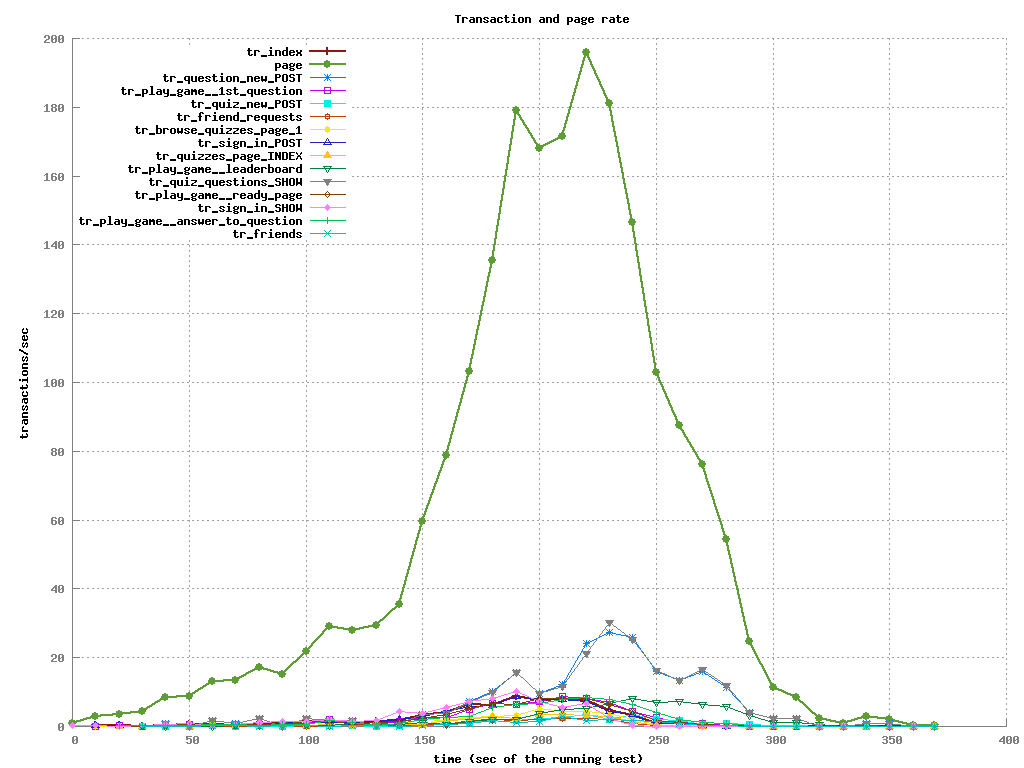 Transaction and page rate
200
180
160
140
120
100
80
60
40
20
0
transactions/sec
tr_index
page
tr_question_new_POST
tr_play_game__1st_question
tr_quiz_new_POST
tr_friend_requests
tr_browse_quizzes_page_1
tr_sign_in_POST
tr_quizzes_page_INDEX
tr_play_game__leaderboard
tr_quiz_questions_SHOW
tr_play_game__ready_page
tr_sign_in_SHOW
tr_play_game__answer_to_question
tr_friends
0 50 100 150 200 250 300 350 400
time (sec of the running test)